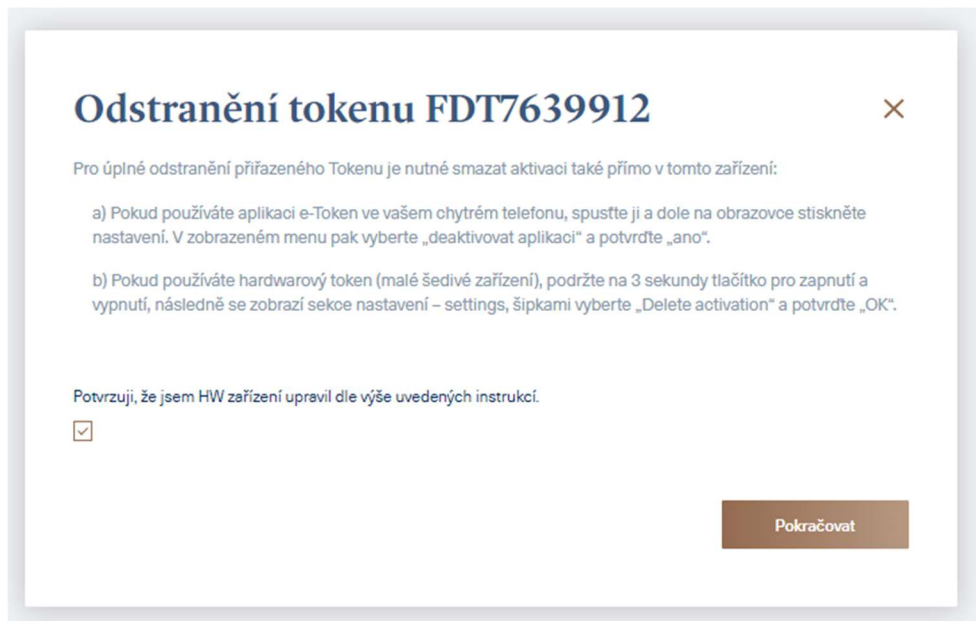 Odstranění tokenu FDT7639912
Pro úplné odstranění přiřazeného Tokenu je nutné smazat aktivaci také přímo v tomto zařízení:
a) Pokud používáte aplikaci e-Token ve vašem chytrém telefonu, spusťte ji a dole na obrazovce stiskněte
nastavení. V zobrazeném menu pak vyberte „deaktivovat aplikaci“ a potvrďte „ano“.
b) Pokud používáte hardwarový token (malé šedivé zařízení), podržte na 3 sekundy tlačítko pro zapnutí a
vypnutí, následně se zobrazí sekce nastavení – settings, šipkami vyberte „Delete activation“ a potvrďte „OK“.
Potvrzuji, že jsem HW zařízení upravil dle výše uvedených instrukcí.
Pokračovat